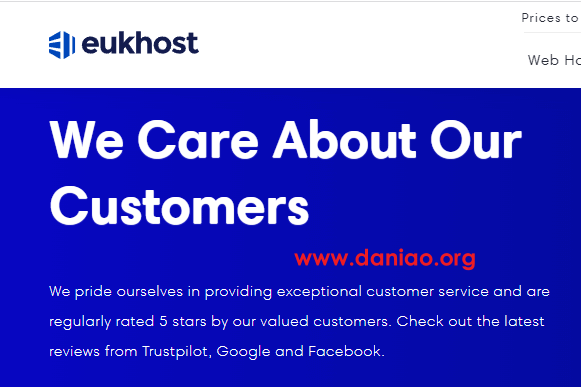 Prices to
eukhost
Web Ho
We Care About Our
Customers
www.daniao.org
We pride ourselves in providing exceptional customer service and are
regularly rated 5 stars by our valued customers. Check out the latest
reviews from Trustpilot, Google and Facebook.